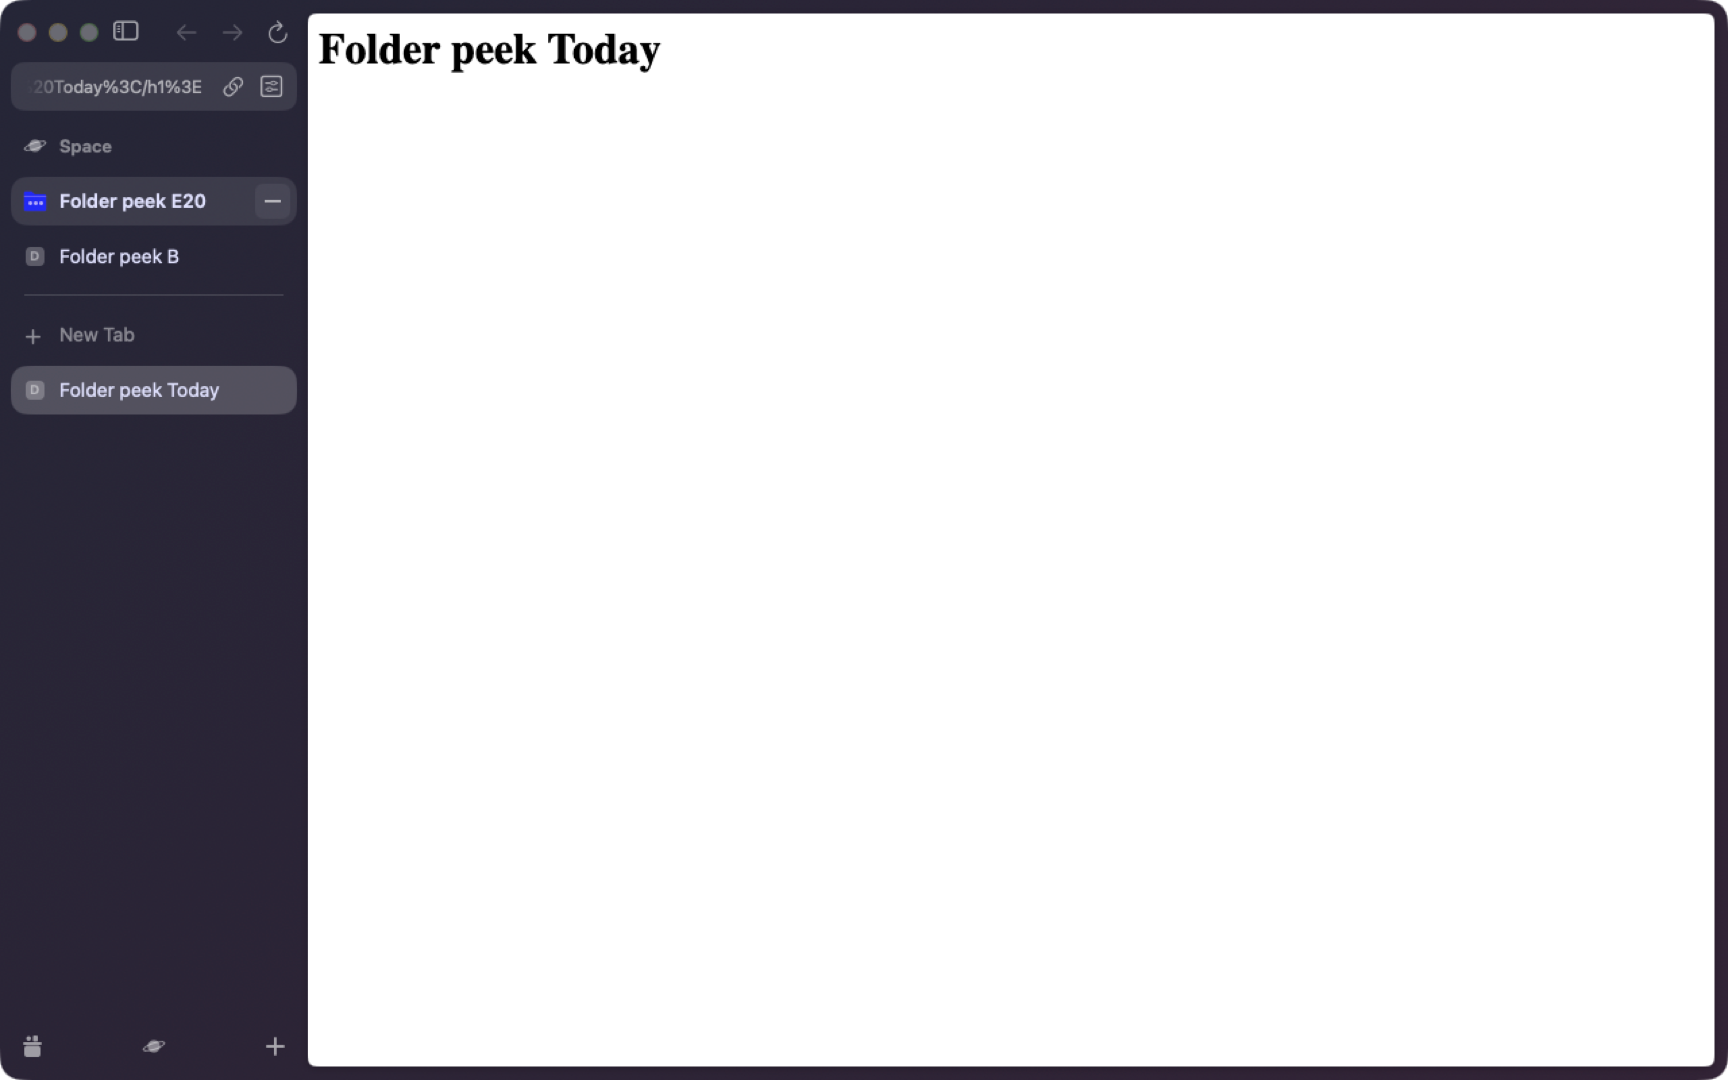 20Today%3C/h1%3E
Space
Folder peek E20
D Folder peek B
New Tab
D Folder peek Today
Folder peek Today